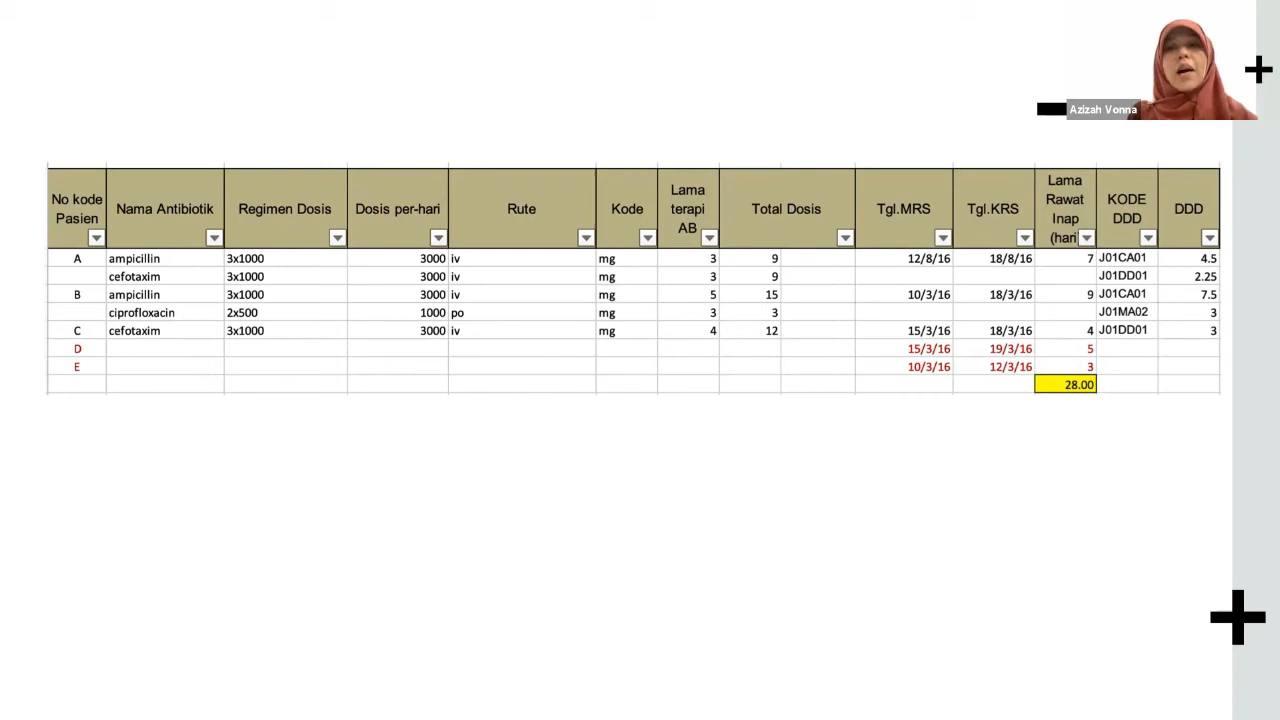 Azizah Vonna
No kode Pasien Nama Antibiotik Regimen Dosis Dosis per-hari Rute Kode Lama terapi AB Total Dosis Tgl.MRS Tgl.KRS Lama Rawat Inap (hari KODE DDD DDD
A ampicillin 3x1000 3000 iv mg 3 9 12/8/16 18/8/16 7 J01CA01 4.5
cefotaxim 3x1000 3000 iv mg 3 9 J01DD01 2.25
B ampicillin 3x1000 3000 iv mg 5 15 10/3/16 18/3/16 9 J01CA01 7.5
ciprofloxacin 2x500 1000 po mg 3 3 J01MA02 3
C cefotaxim 3x1000 3000 iv mg 4 12 15/3/16 18/3/16 4 J01DD01 3
D 15/3/16 19/3/16 5
E 10/3/16 12/3/16 3
28.00